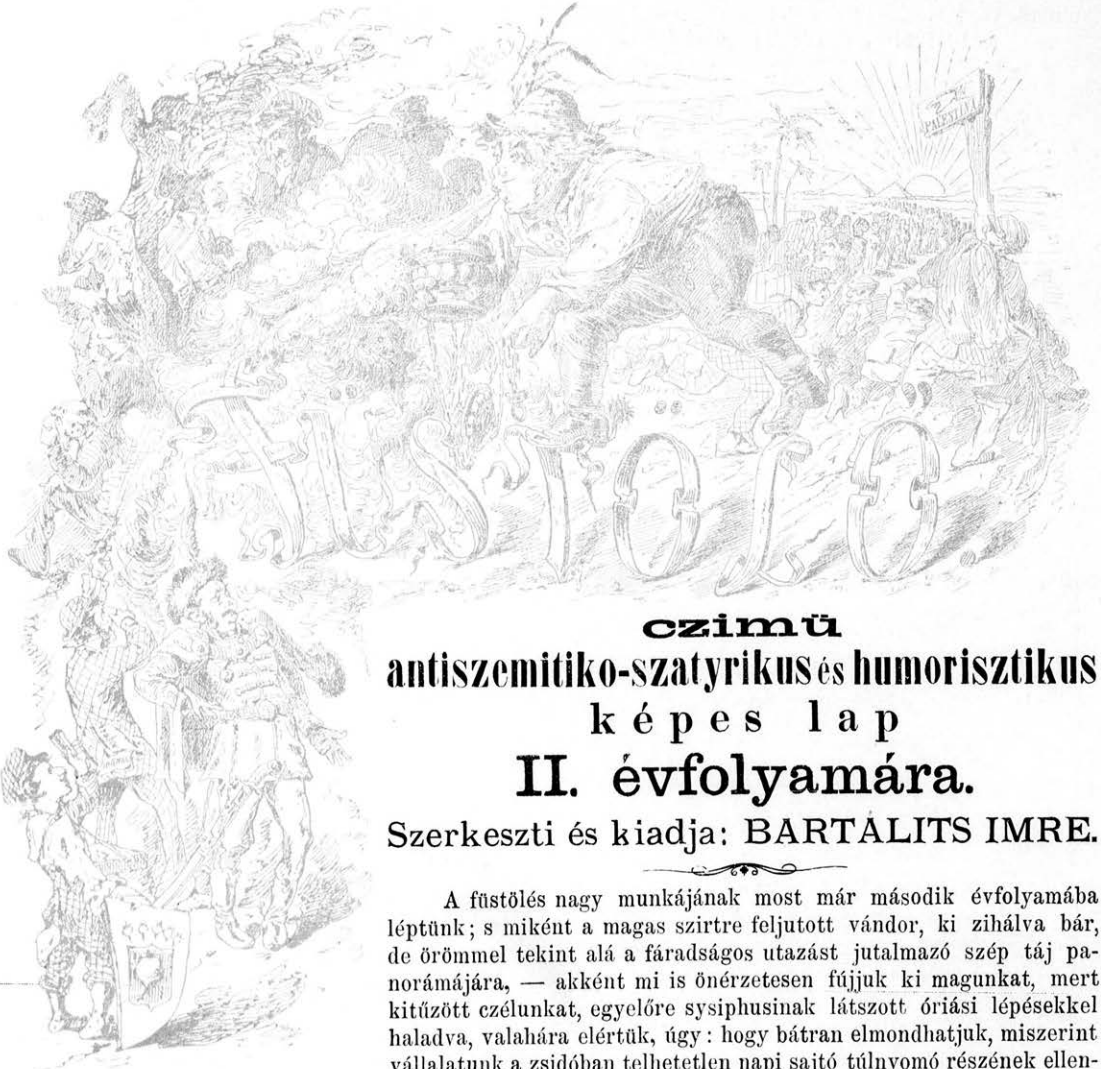 PALESTINA
FÜSTÖLŐ
czimü
antiszemitiko-szatyrikus és humorisztikus
képes lap
II. évfolyamára.
Szerkeszti és kiadja: BARTALITS IMRE.
A füstölés nagy munkájának most már második évfolyamába
léptünk; s miként a magas szirtre feljutott vándor, ki zihálva bár,
de örömmel tekint alá a fáradságos utazást jutalmazó szép táj pa-
norámájára, — akként mi is önérzetesen fújjuk ki magunkat, mert
kitűzött czélunkat, egyelőre sysiphusinak látszott óriási lépésekkel
haladva, valahára elértük, úgy: hogy bátran elmondhatjuk, miszerint
vállalatunk a zsidóban telhetetlen napi sajtó túlnyomó részének ellen-